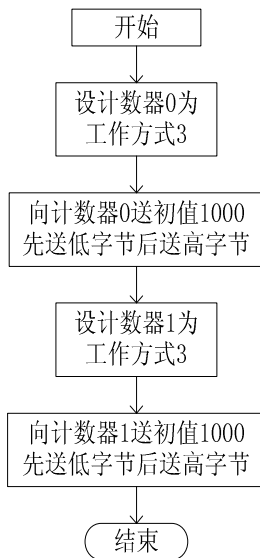 开始
设计数器0为
工作方式3
向计数器0送初值1000
先送低字节后送高字节
设计数器1为
工作方式3
向计数器1送初值1000
先送低字节后送高字节
结束